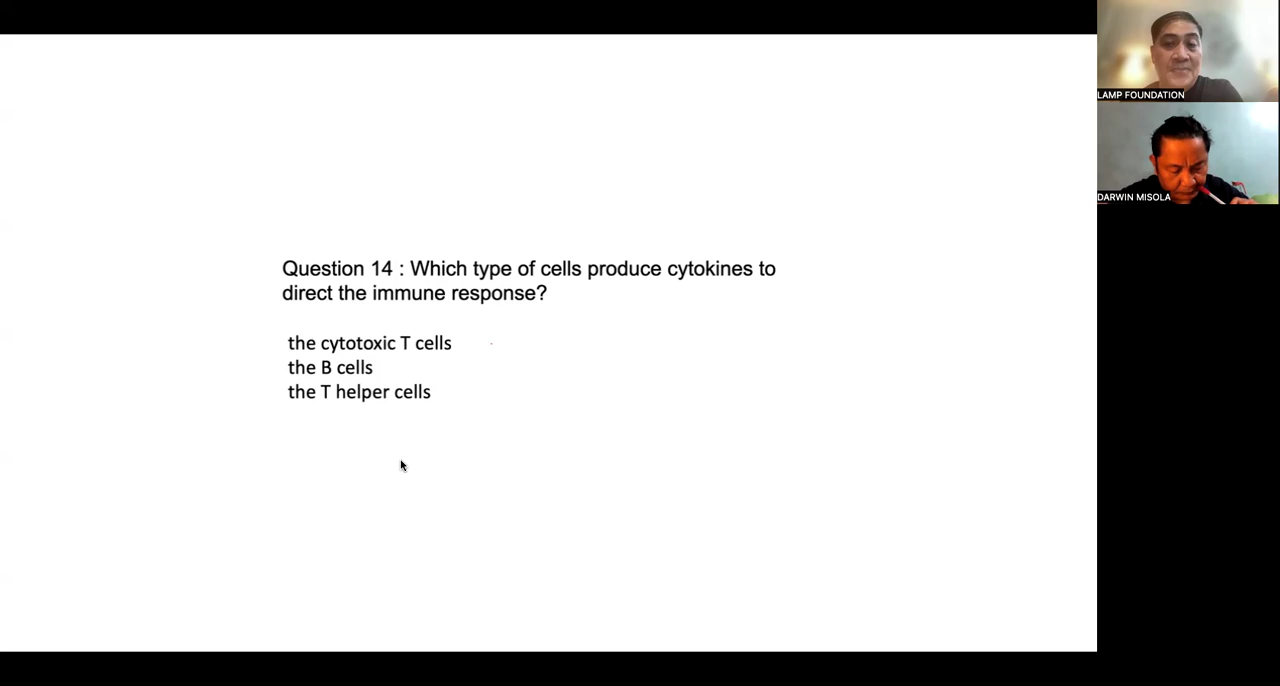 LAMP FOUNDATION
DARWIN MISOLA
Question 14 : Which type of cells produce cytokines to
direct the immune response?
the cytotoxic T cells
the B cells
the T helper cells